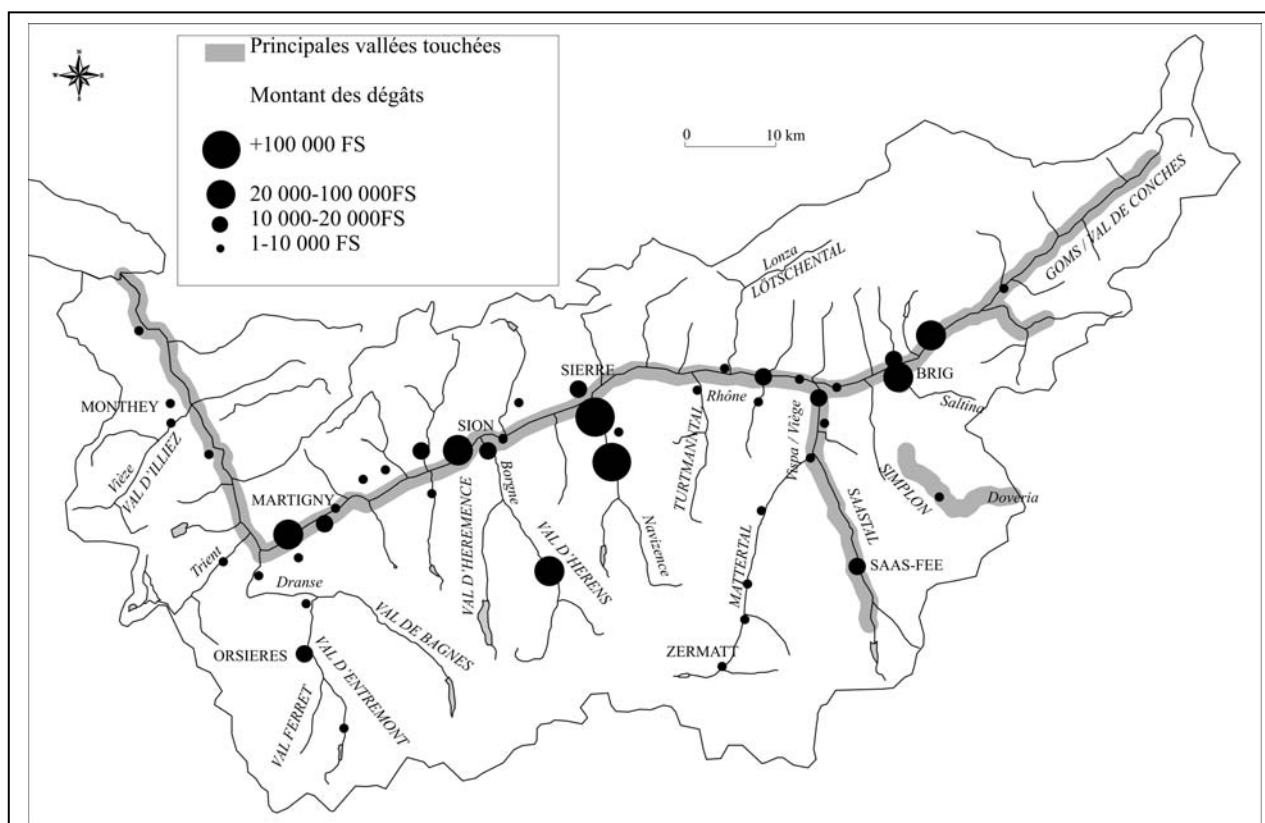 Principales vallées touchées
Montant des dégâts
+100 000 FS
20 000-100 000FS
10 000-20 000FS
1-10 000 FS
N
W
E
S
0
10 km
GOMS / VAL DE CONCHES
Lonza
LÖTSCHENTAL
SIERRE
BRIG
Rhône
Saltina
MONTHEY
SION
Vièze
VAL D'ILLIEZ
Borgne
TURTMANNTAL
Vispa / Viège
SIMPLON
Doveria
MARTIGNY
VAL D'HEREMENCE
Navizence
SAASTAL
Trient
VAL D'HERENS
MATTERTAL
SAAS-FEE
Dranse
VAL DE BAGNES
ORSIERES
VAL D'ENTREMONT
ZERMATT
VAL FERRET